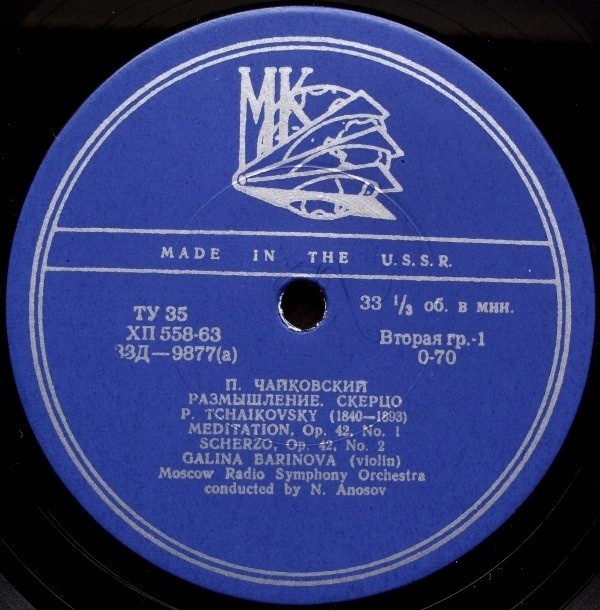 МК
MADE IN THE U.S.S.R.
ТУ 35
ХП 558-63
33Д—9877(а)
33 1/3 об. в мин.
Вторая гр.-1
0-70
П. ЧАЙКОВСКИЙ
РАЗМЫШЛЕНИЕ. СКЕРЦО
P. TCHAIKOVSKY (1840—1893)
MEDITATION, Op. 42, No. 1
SCHERZO, Op. 42, No. 2
GALINA BARINOVA (violin)
Moscow Radio Symphony Orchestra
conducted by N. Anosov